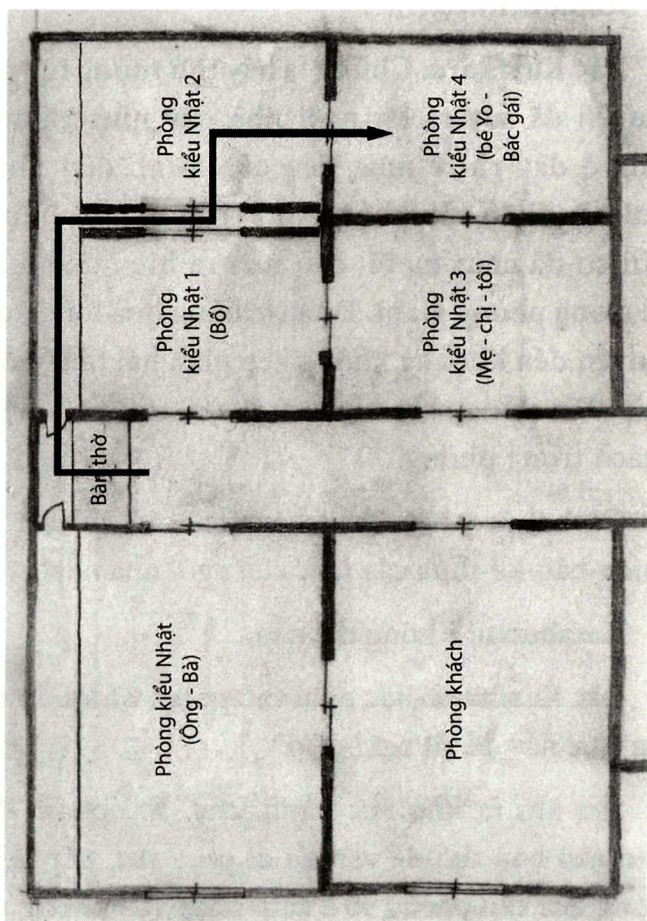 Phòng
kiểu Nhật 2
Phòng
kiểu Nhật 4
(bé Yo -
Bác gái)
Phòng
kiểu Nhật 1
(Bố)
Phòng
kiểu Nhật 3
(Mẹ - chị - tôi)
Bàn thờ
Phòng kiểu Nhật
(Ông - Bà)
Phòng khách